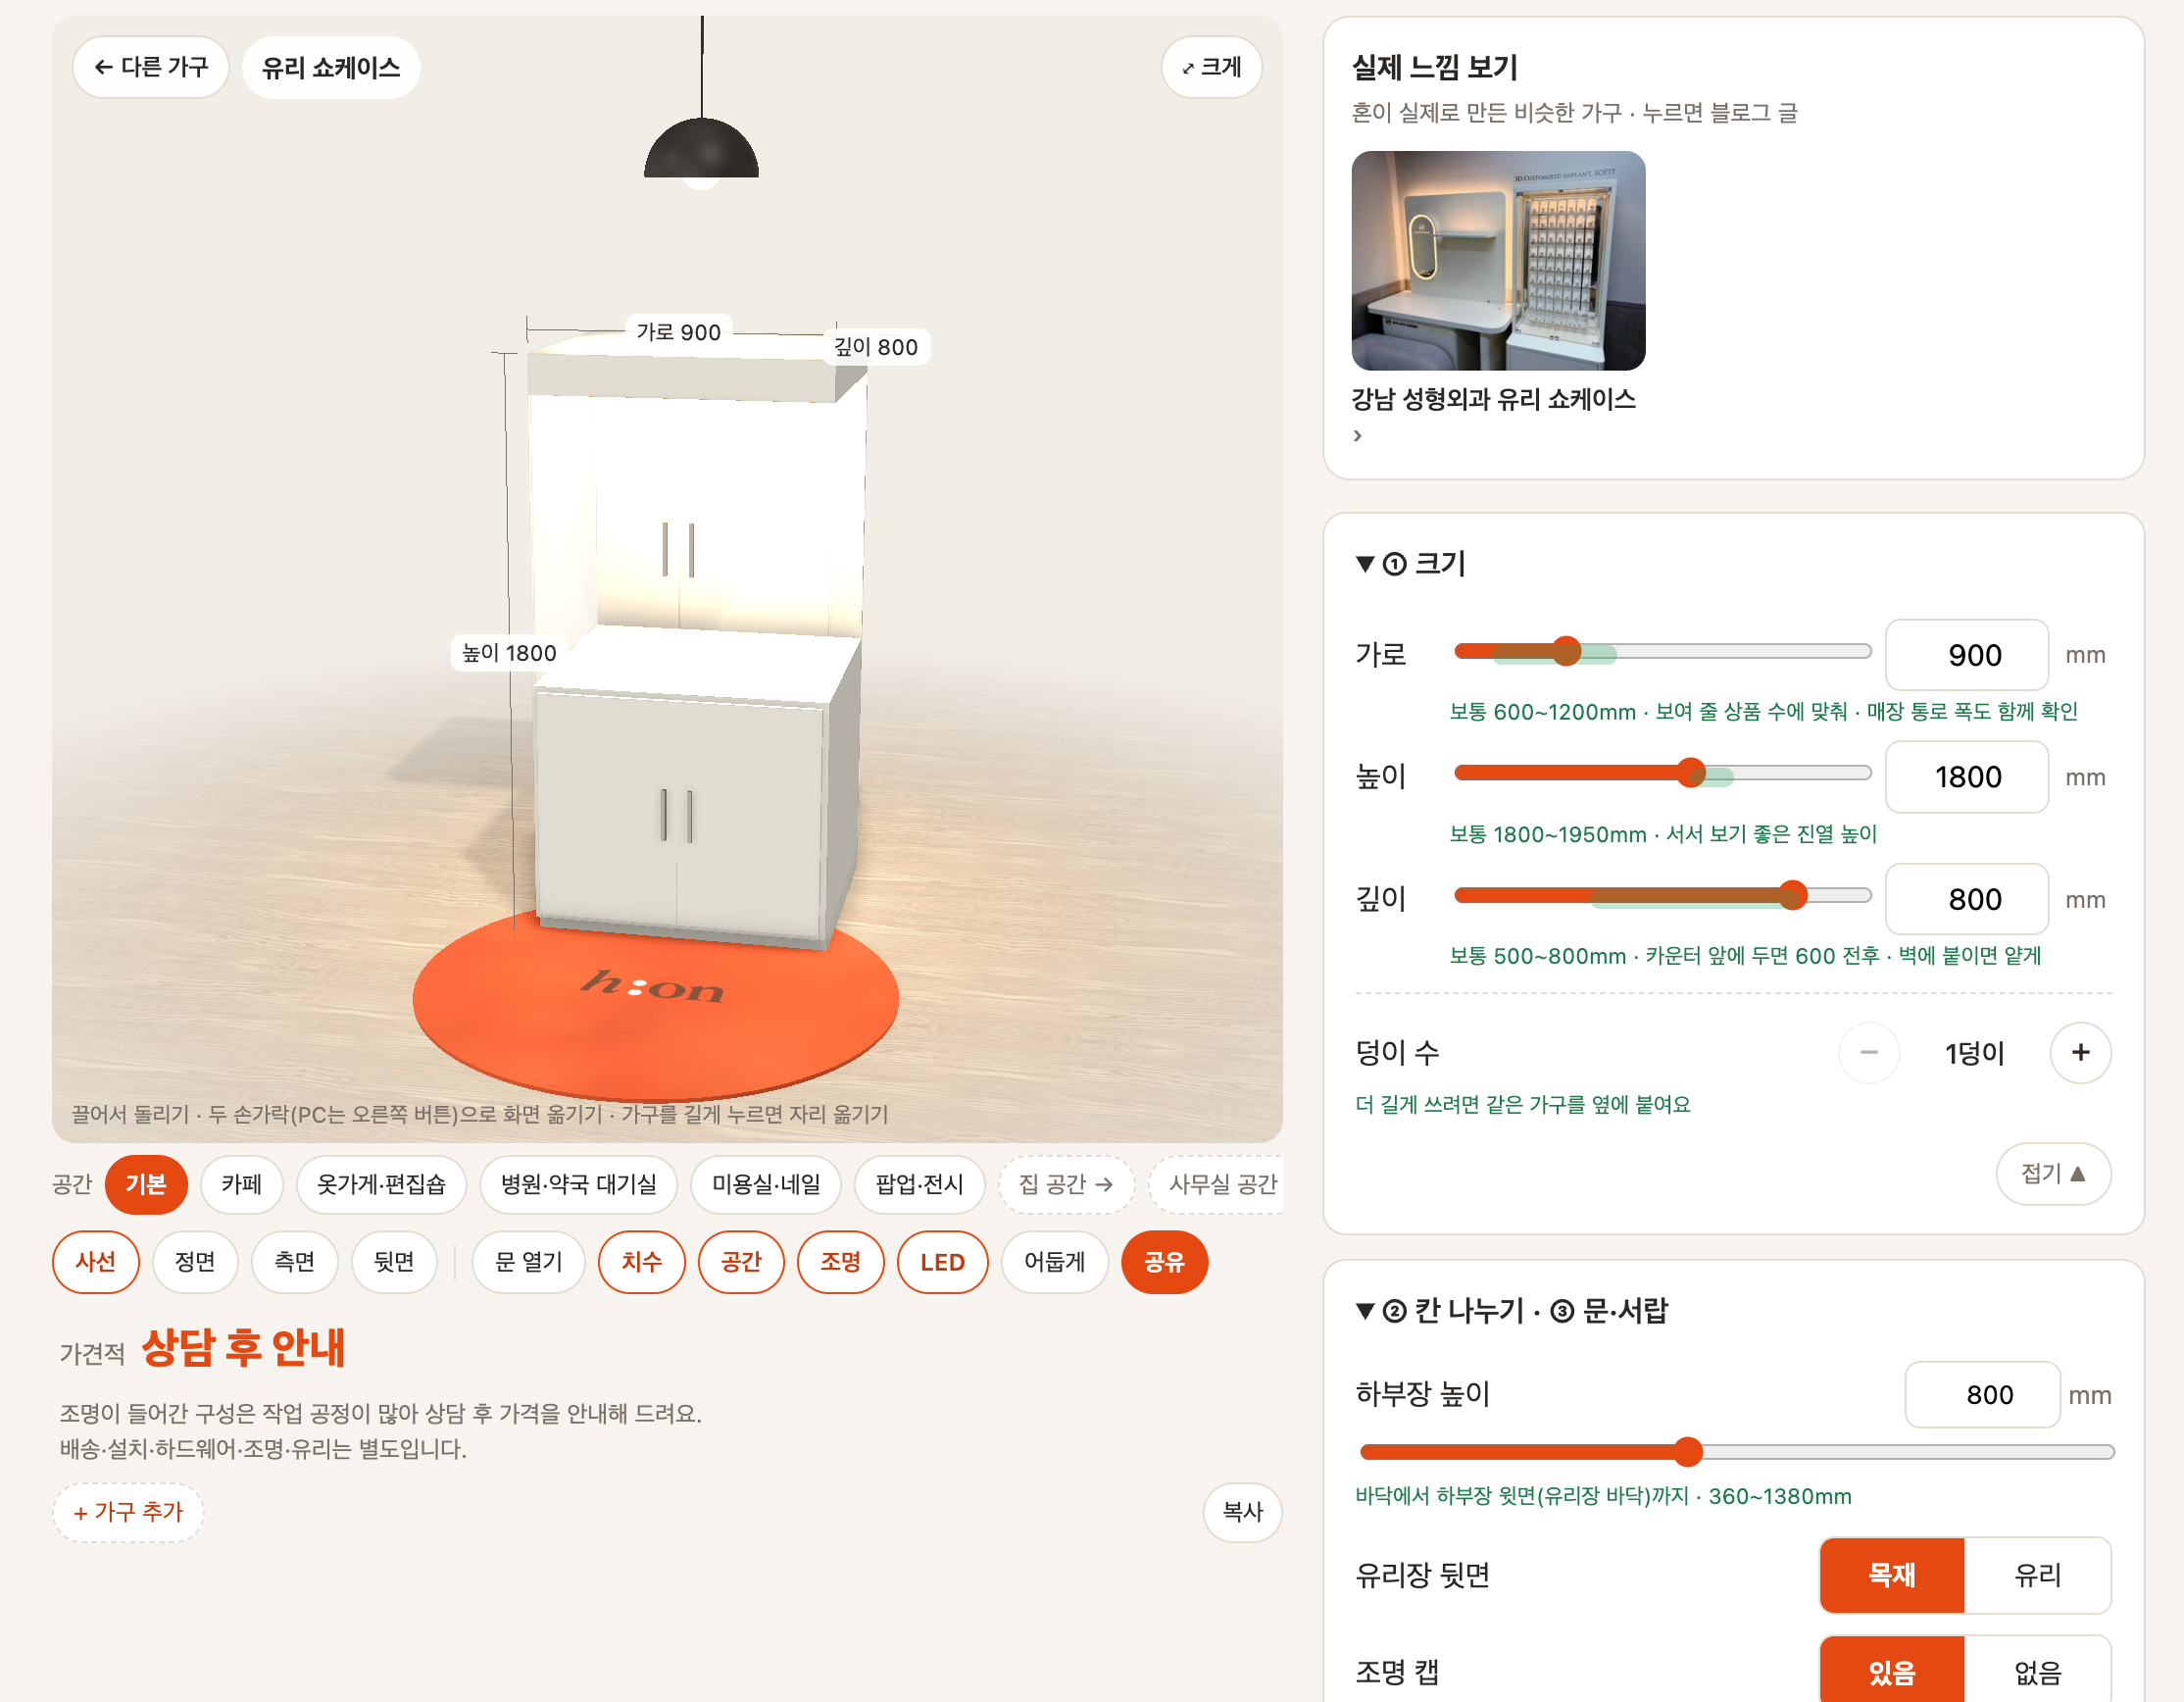 ← 다른 가구
유리 쇼케이스
⤢ 크게
가로 900
깊이 800
높이 1800
h:on
끌어서 돌리기 · 두 손가락(PC는 오른쪽 버튼)으로 화면 옮기기 · 가구를 길게 누르면 자리 옮기기
공간 기본 카페 옷가게·편집숍 병원·약국 대기실 미용실·네일 팝업·전시 집 공간 → 사무실 공간
사선 정면 측면 뒷면 문 열기 치수 공간 조명 LED 어둡게 공유
가견적 상담 후 안내
조명이 들어간 구성은 작업 공정이 많아 상담 후 가격을 안내해 드려요.
배송·설치·하드웨어·조명·유리는 별도입니다.
+ 가구 추가
복사
실제 느낌 보기
혼이 실제로 만든 비슷한 가구 · 누르면 블로그 글
3D CUSTOMIZED IMPLANT, SOFIT
강남 성형외과 유리 쇼케이스
›
▼ ① 크기
가로 900 mm
보통 600~1200mm · 보여 줄 상품 수에 맞춰 · 매장 통로 폭도 함께 확인
높이 1800 mm
보통 1800~1950mm · 서서 보기 좋은 진열 높이
깊이 800 mm
보통 500~800mm · 카운터 앞에 두면 600 전후 · 벽에 붙이면 얕게
덩이 수 − 1덩이 +
더 길게 쓰려면 같은 가구를 옆에 붙여요
접기 ▲
▼ ② 칸 나누기 · ③ 문·서랍
하부장 높이 800 mm
바닥에서 하부장 윗면(유리장 바닥)까지 · 360~1380mm
유리장 뒷면 목재 유리
조명 캡 있음 없음